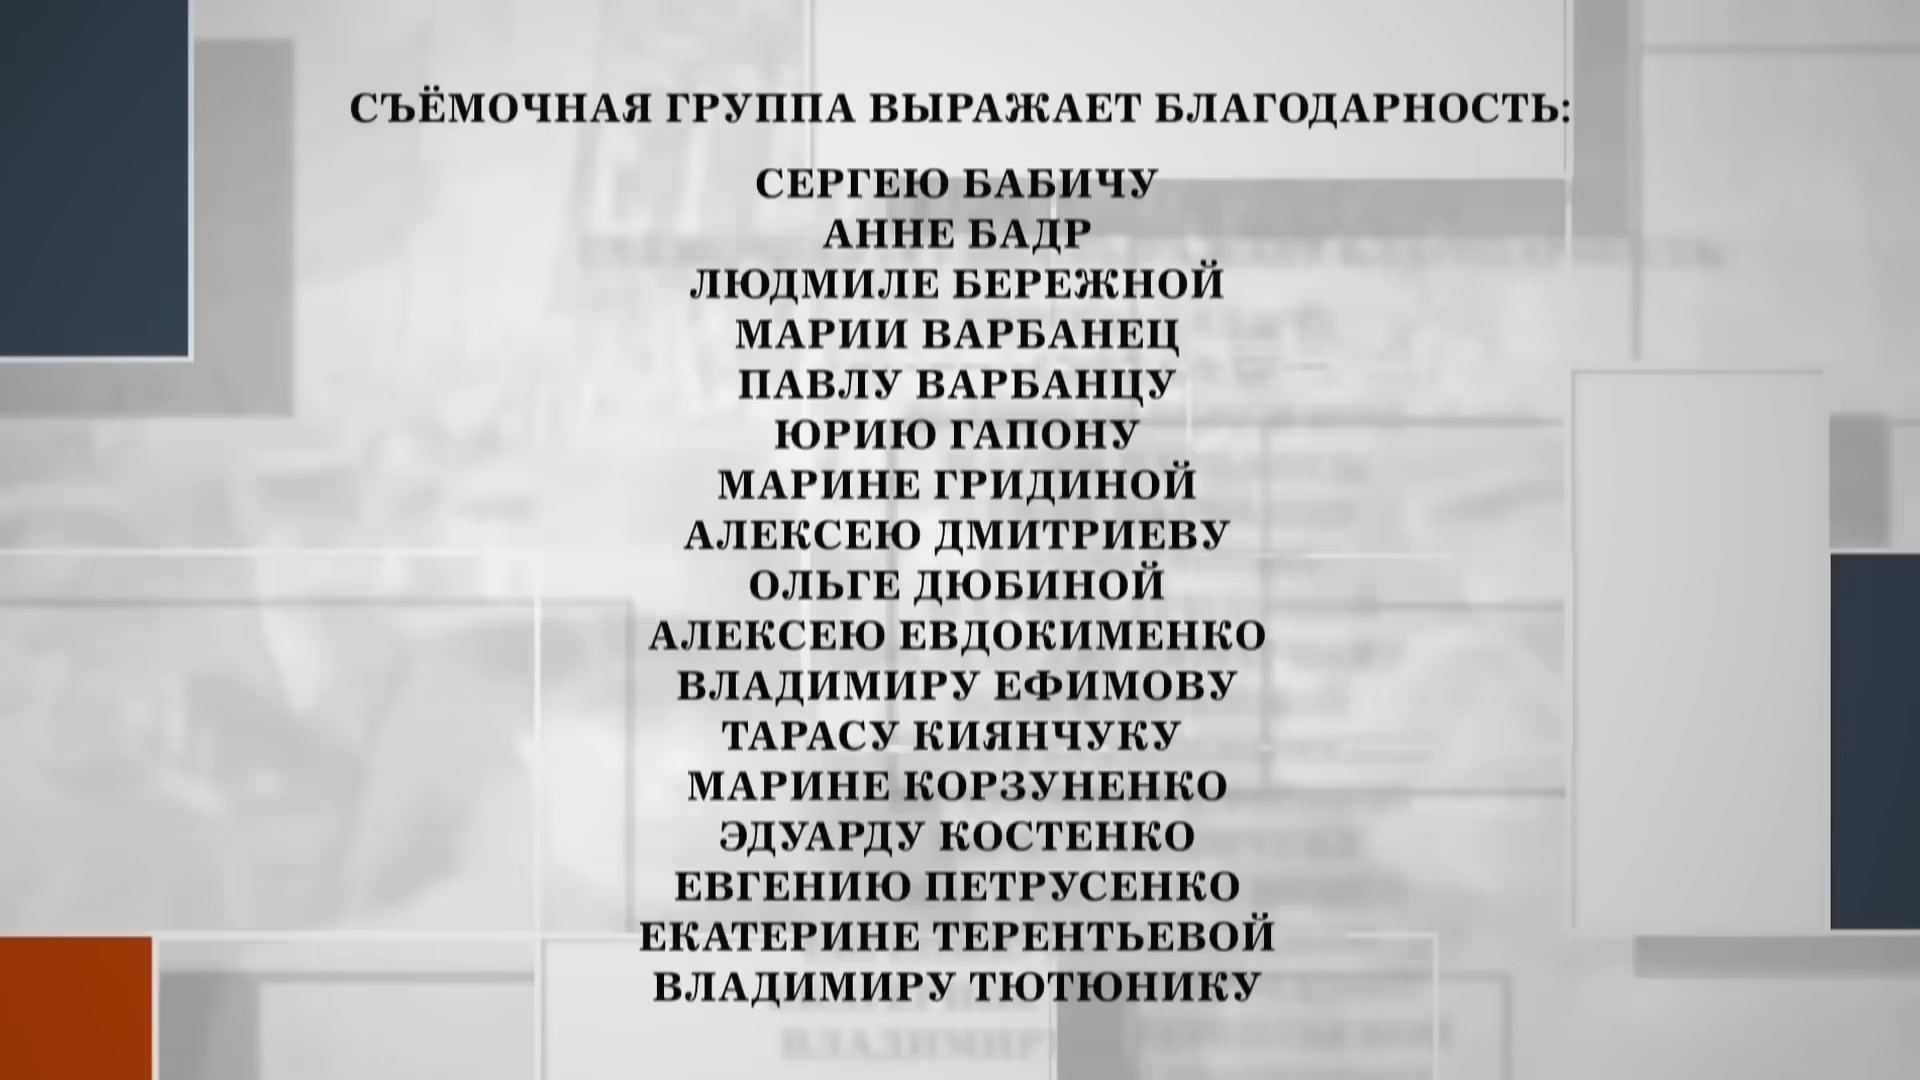 СЪЁМОЧНАЯ ГРУППА ВЫРАЖАЕТ БЛАГОДАРНОСТЬ:
СЕРГЕЮ БАБИЧУ
АННЕ БАДР
ЛЮДМИЛЕ БЕРЕЖНОЙ
МАРИИ ВАРБАНЕЦ
ПАВЛУ ВАРБАНЦУ
ЮРИЮ ГАПОНУ
МАРИНЕ ГРИДИНОЙ
АЛЕКСЕЮ ДМИТРИЕВУ
ОЛЬГЕ ДЮБИНОЙ
АЛЕКСЕЮ ЕВДОКИМЕНКО
ВЛАДИМИРУ ЕФИМОВУ
ТАРАСУ КИЯНЧУКУ
МАРИНЕ КОРЗУНЕНКО
ЭДУАРДУ КОСТЕНКО
ЕВГЕНИЮ ПЕТРУСЕНКО
ЕКАТЕРИНЕ ТЕРЕНТЬЕВОЙ
ВЛАДИМИРУ ТЮТЮНИКУ